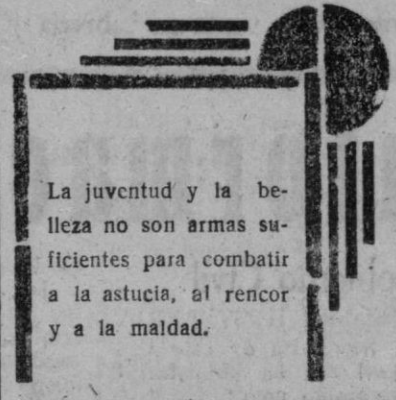 La juventud y la be-
lleza no son armas su-
ficientes para combatir
a la astucia, al rencor
y a la maldad.